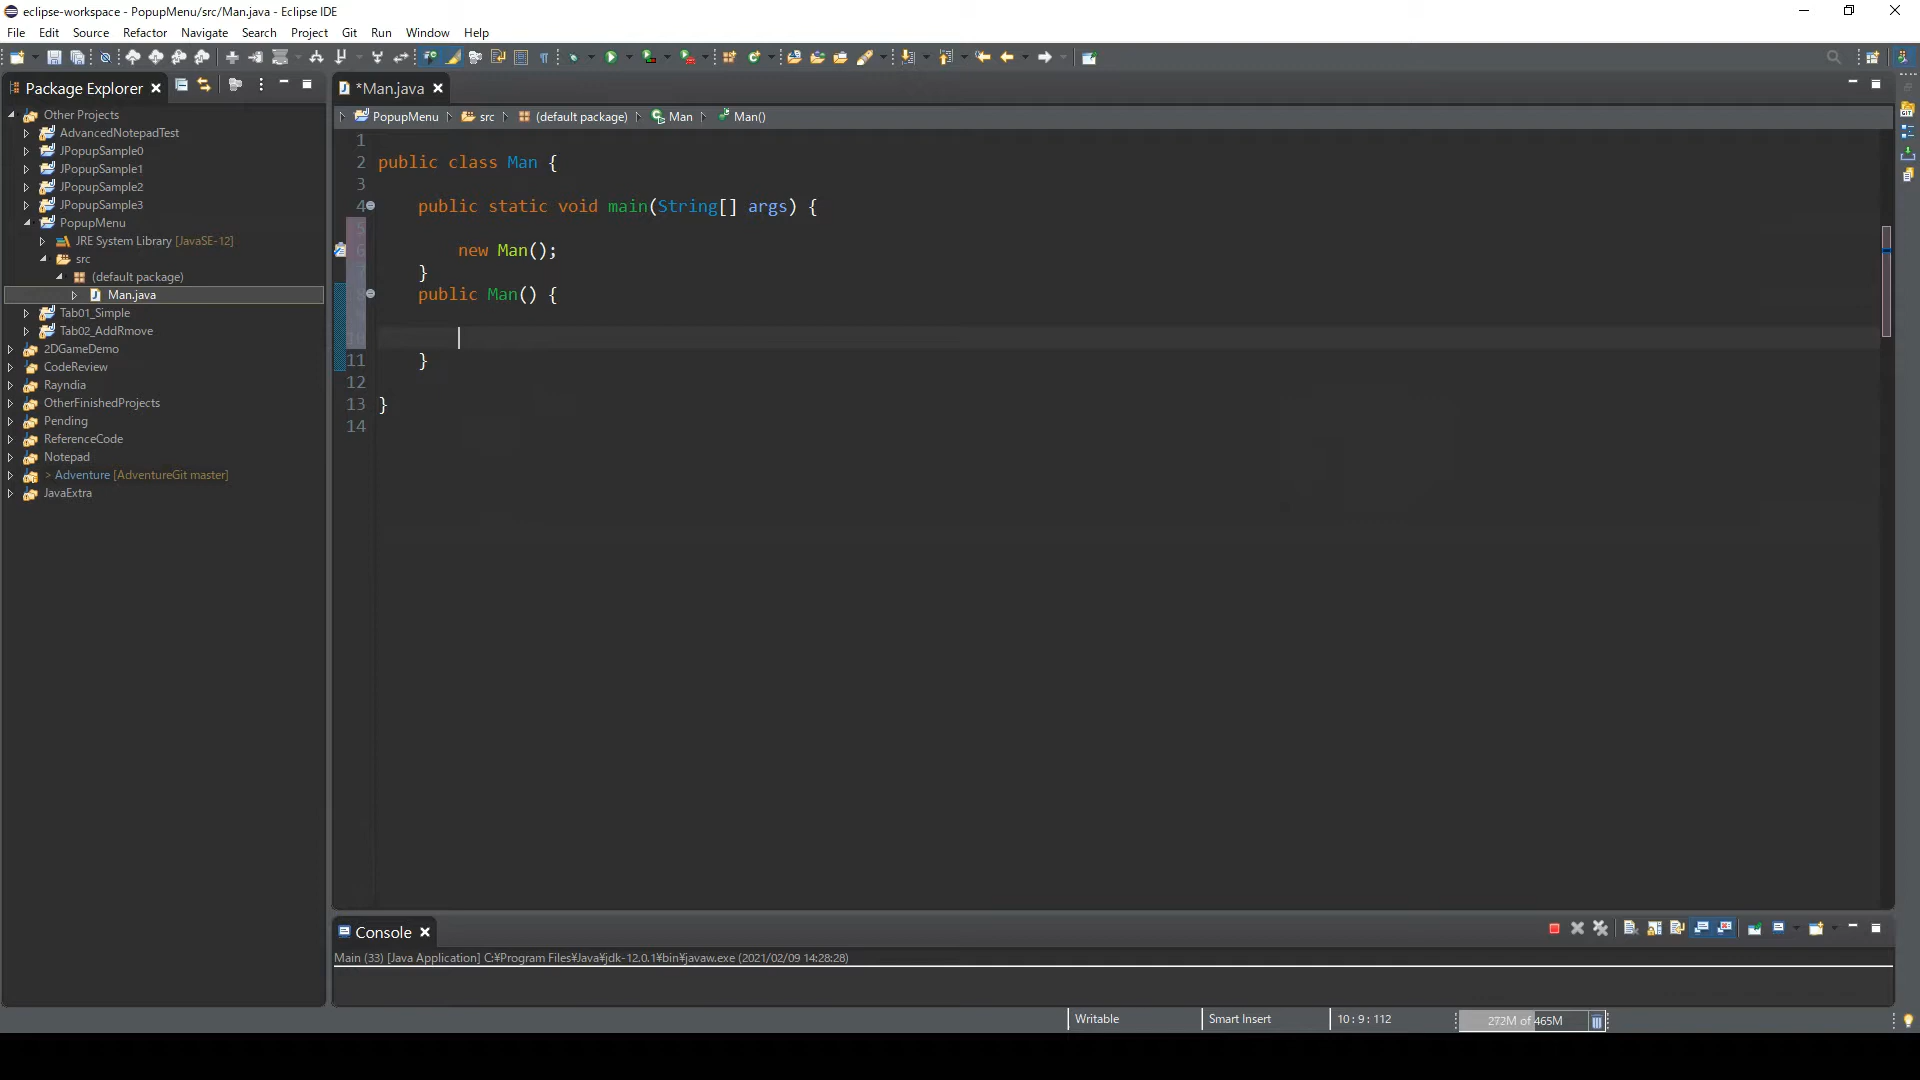 eclipse-workspace - PopupMenu/src/Man.java - Eclipse IDE
File Edit Source Refactor Navigate Search Project Git Run Window Help
Package Explorer
*Man.java
Other Projects
AdvancedNotepadTest
JPopupSample0
JPopupSample1
JPopupSample2
JPopupSample3
PopupMenu
JRE System Library [JavaSE-12]
src
(default package)
Man.java
Tab01_Simple
Tab02_AddRmove
2DGameDemo
CodeReview
Rayndia
OtherFinishedProjects
Pending
ReferenceCode
Notepad
> Adventure [AdventureGit master]
JavaExtra
PopupMenu src (default package) Man Man()
1
2 public class Man {
3
4 public static void main(String[] args) {
5
6 new Man();
7 }
8 public Man() {
9
10
11 }
12
13 }
14
Console
Main (33) [Java Application] C:¥Program Files¥Java¥jdk-12.0.1¥bin¥javaw.exe (2021/02/09 14:28:28)
Writable Smart Insert 10 : 9 : 112 272M of 465M